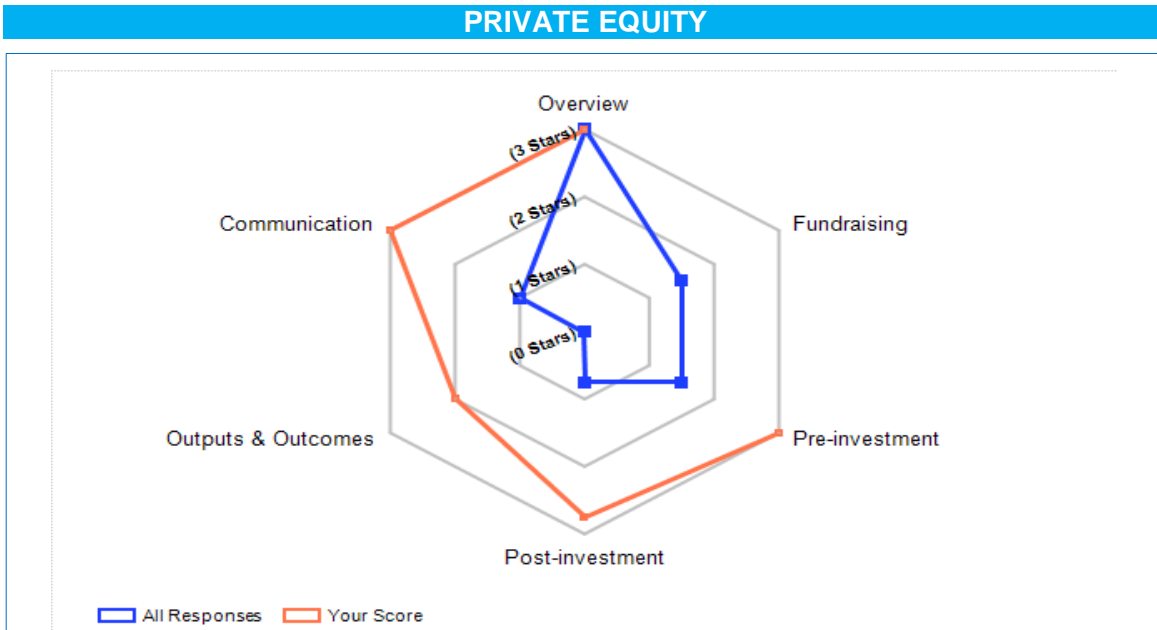 PRIVATE EQUITY
Overview
(3 Stars)
(2 Stars)
(1 Stars)
(0 Stars)
Communication
Fundraising
Outputs & Outcomes
Pre-investment
Post-investment
All Responses
Your Score